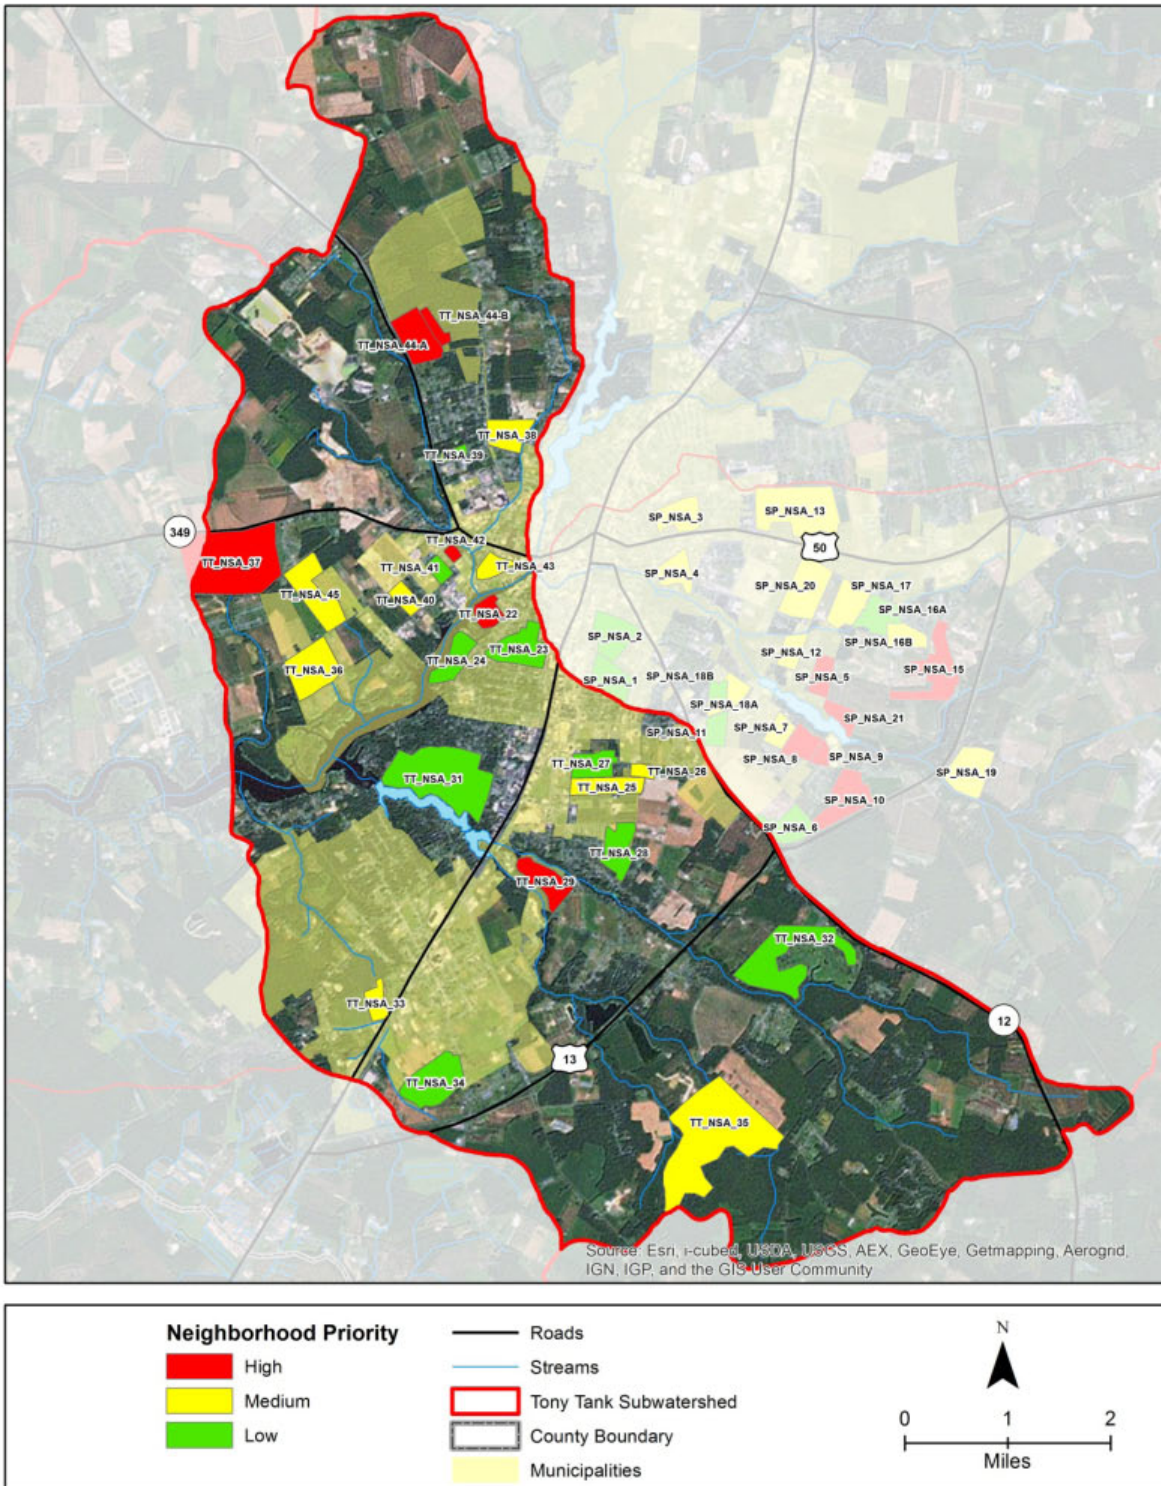 TT_NSA_44-B
TT_NSA_44-A
TT_NSA_38
TT_NSA_39
SP_NSA_3
SP_NSA_13
349
TT_NSA_42
50
TT_NSA_37
TT_NSA_41
TT_NSA_43
SP_NSA_4
SP_NSA_20
SP_NSA_17
TT_NSA_45
TT_NSA_40
TT_NSA_22
SP_NSA_16A
SP_NSA_2
SP_NSA_16B
TT_NSA_23
SP_NSA_12
TT_NSA_24
TT_NSA_36
SP_NSA_15
SP_NSA_1
SP_NSA_18B
SP_NSA_5
SP_NSA_18A
SP_NSA_21
SP_NSA_11
SP_NSA_7
SP_NSA_8
SP_NSA_9
TT_NSA_27
TT_NSA_26
SP_NSA_19
TT_NSA_31
TT_NSA_25
SP_NSA_10
SP_NSA_6
TT_NSA_28
TT_NSA_29
TT_NSA_32
TT_NSA_33
12
13
TT_NSA_34
TT_NSA_35
Source: Esri, i-cubed, USDA, USGS, AEX, GeoEye, Getmapping, Aerogrid,
IGN, IGP, and the GIS User Community
Neighborhood Priority
High
Medium
Low
Roads
Streams
Tony Tank Subwatershed
County Boundary
Municipalities
N
0 1 2
Miles